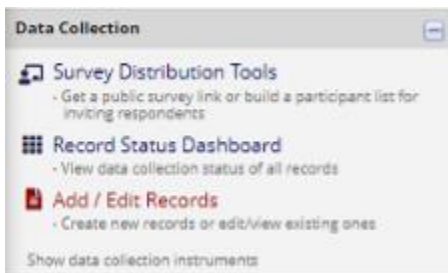 Data Collection
Survey Distribution Tools
- Get a public survey link or build a participant list for
inviting respondents
Record Status Dashboard
- View data collection status of all records
Add / Edit Records
- Create new records or edit/view existing ones
Show data collection instruments